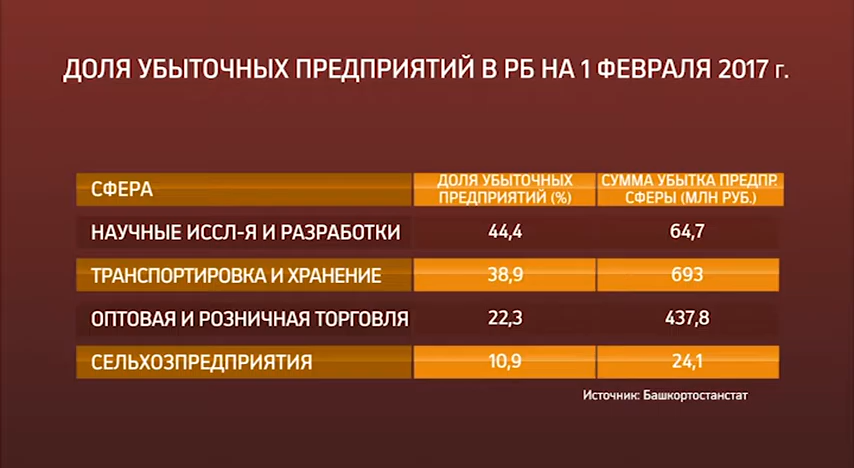 ДОЛЯ УБЫТОЧНЫХ ПРЕДПРИЯТИЙ В РБ НА 1 ФЕВРАЛЯ 2017 г.
СФЕРА ДОЛЯ УБЫТОЧНЫХ ПРЕДПРИЯТИЙ (%) СУММА УБЫТКА ПРЕДПР. СФЕРЫ (МЛН РУБ.)
НАУЧНЫЕ ИССЛ-Я И РАЗРАБОТКИ 44,4 64,7
ТРАНСПОРТИРОВКА И ХРАНЕНИЕ 38,9 693
ОПТОВАЯ И РОЗНИЧНАЯ ТОРГОВЛЯ 22,3 437,8
СЕЛЬХОЗПРЕДПРИЯТИЯ 10,9 24,1
Источник: Башкортостанстат